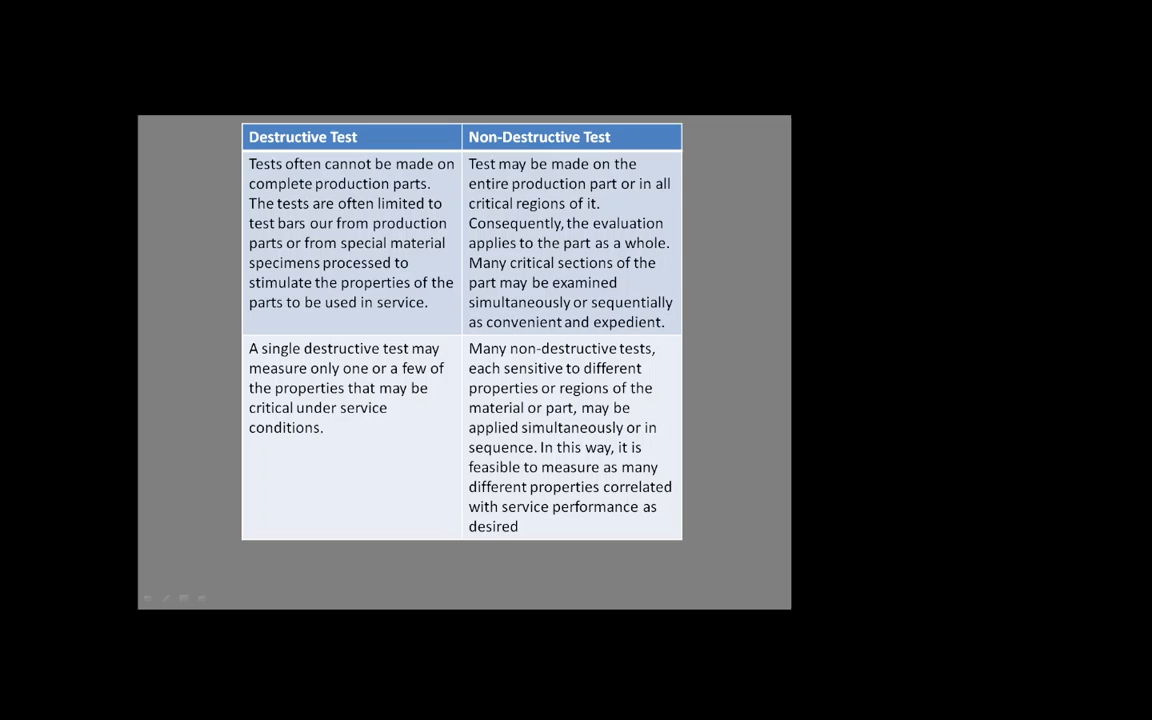 Destructive Test
Non-Destructive Test
Tests often cannot be made on
complete production parts.
The tests are often limited to
test bars our from production
parts or from special material
specimens processed to
stimulate the properties of the
parts to be used in service.
Test may be made on the
entire production part or in all
critical regions of it.
Consequently, the evaluation
applies to the part as a whole.
Many critical sections of the
part may be examined
simultaneously or sequentially
as convenient and expedient.
A single destructive test may
measure only one or a few of
the properties that may be
critical under service
conditions.
Many non-destructive tests,
each sensitive to different
properties or regions of the
material or part, may be
applied simultaneously or in
sequence. In this way, it is
feasible to measure as many
different properties correlated
with service performance as
desired